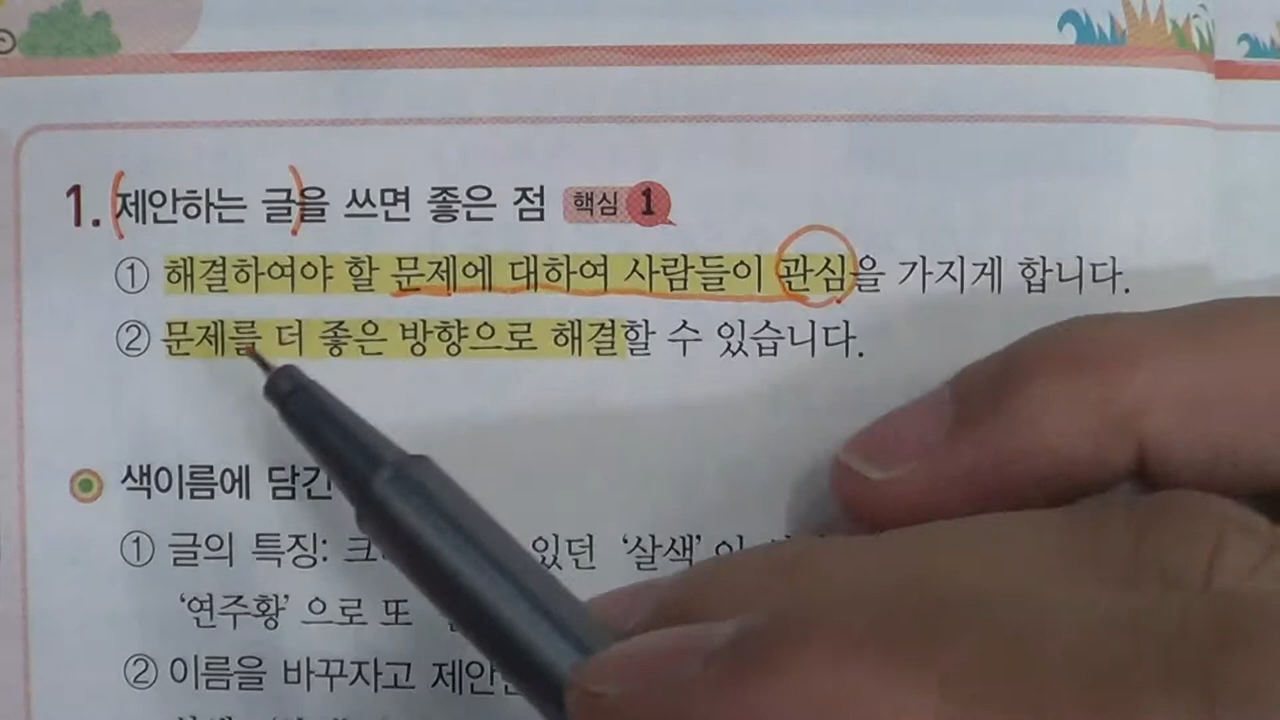 1. 제안하는 글을 쓰면 좋은 점 핵심 1
① 해결하여야 할 문제에 대하여 사람들이 관심을 가지게 합니다.
② 문제를 더 좋은 방향으로 해결할 수 있습니다.
색이름에 담긴
① 글의 특징: 있던 ‘살색’이
‘연주황’으로 또
② 이름을 바꾸자고